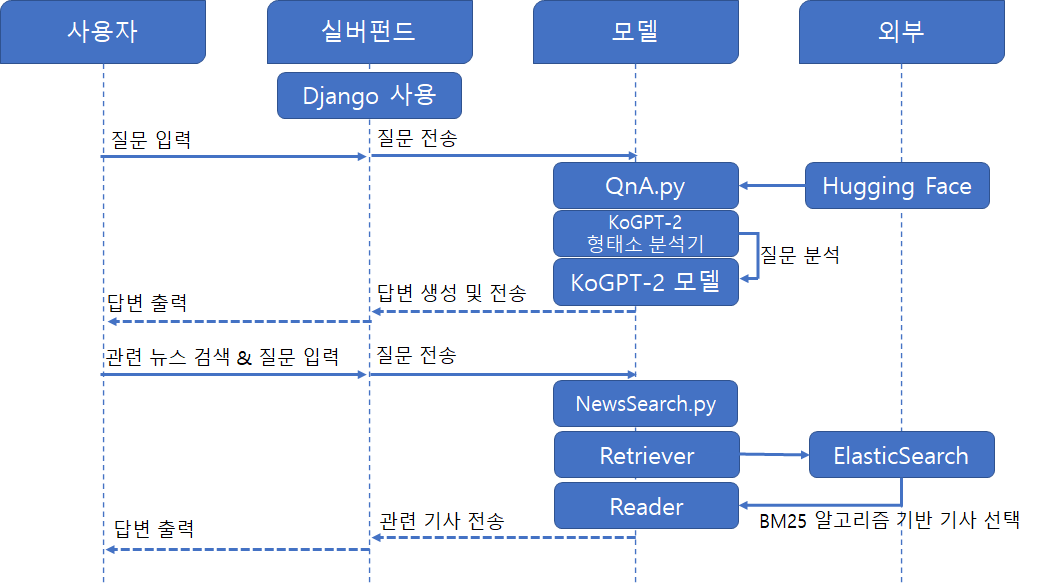 사용자
실버펀드
모델
외부
Django 사용
질문 입력
질문 전송
QnA.py
Hugging Face
KoGPT-2
형태소 분석기
질문 분석
KoGPT-2 모델
답변 생성 및 전송
답변 출력
관련 뉴스 검색 & 질문 입력
질문 전송
NewsSearch.py
Retriever
ElasticSearch
Reader
BM25 알고리즘 기반 기사 선택
관련 기사 전송
답변 출력